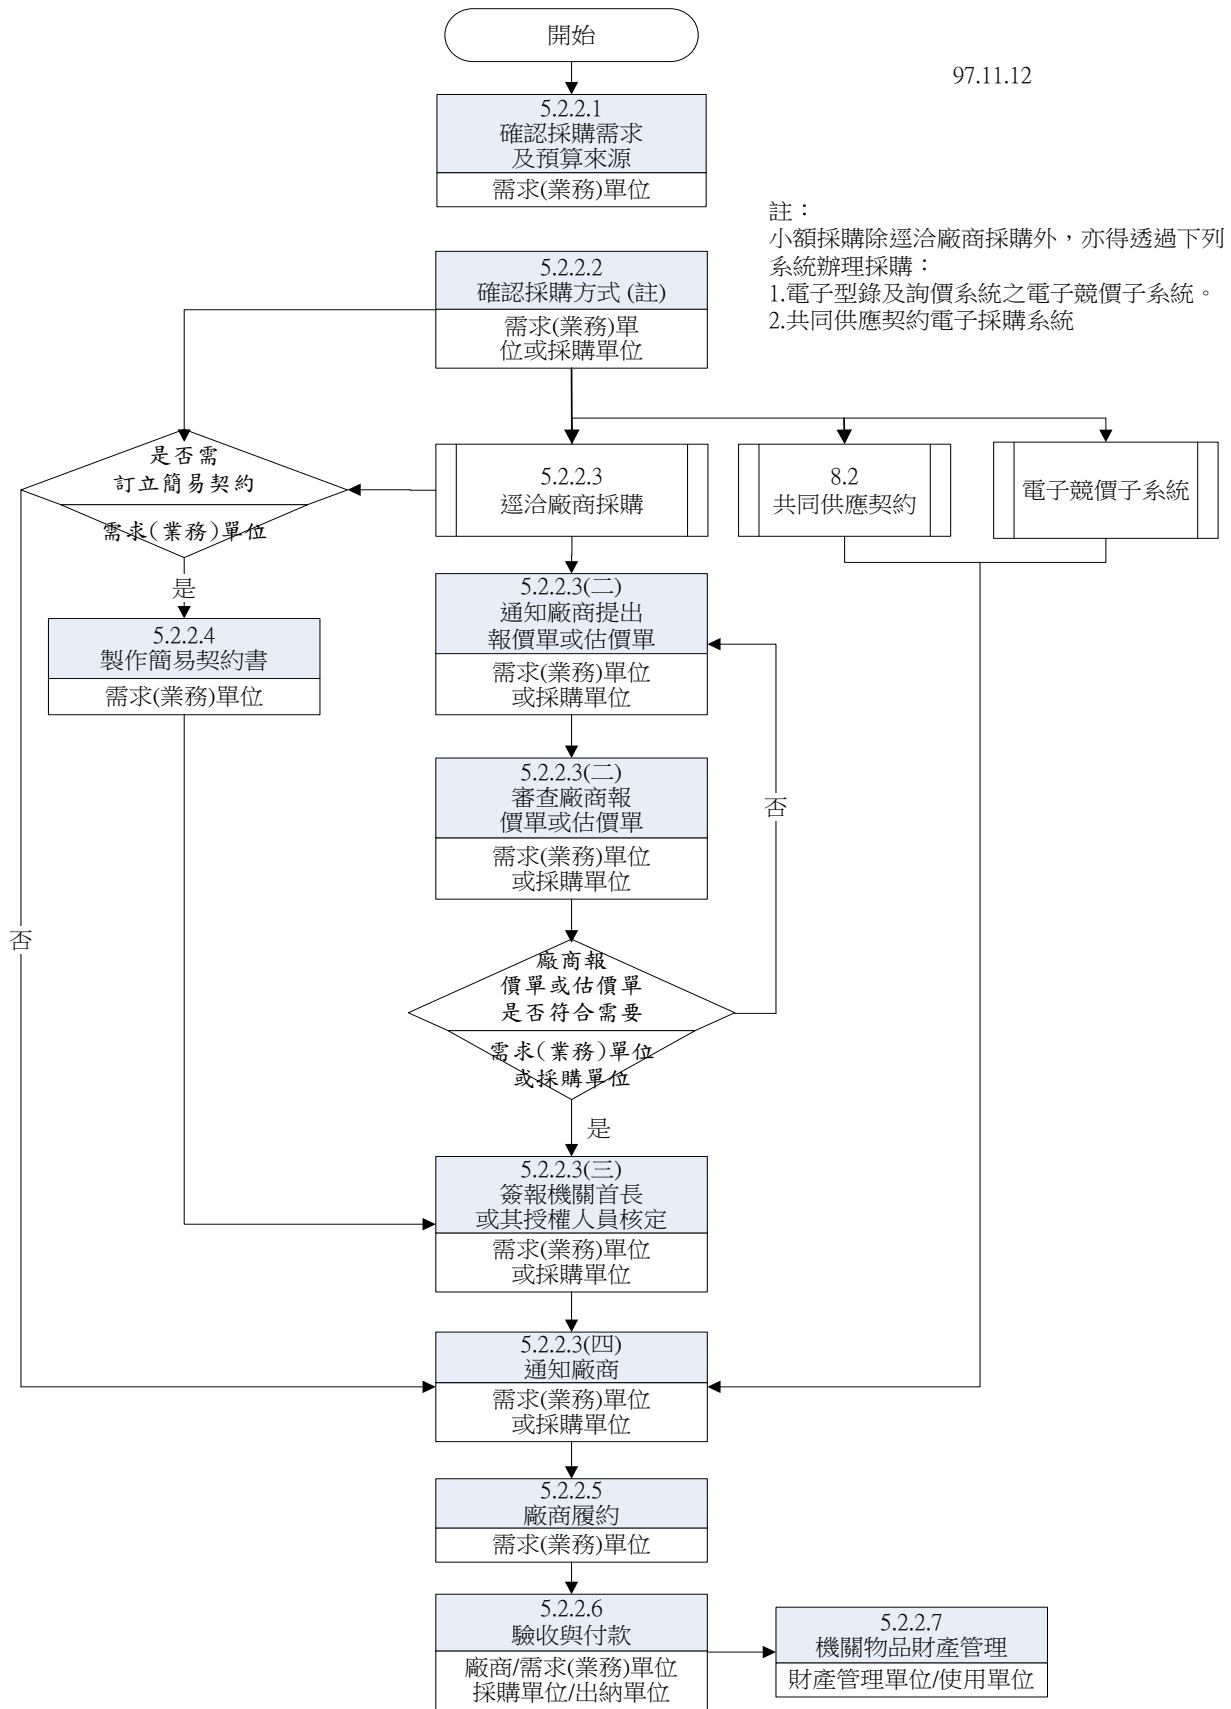 開始
97.11.12
5.2.2.1
確認採購需求
及預算來源
需求(業務)單位
註：
小額採購除逕洽廠商採購外，亦得透過下列
系統辦理採購：
1.電子型錄及詢價系統之電子競價子系統。
2.共同供應契約電子採購系統
5.2.2.2
確認採購方式 (註)
需求(業務)單
位或採購單位
是否需
訂立簡易契約
需求(業務)單位
5.2.2.3
逕洽廠商採購
8.2
共同供應契約
電子競價子系統
是
5.2.2.4
製作簡易契約書
需求(業務)單位
5.2.2.3(二)
通知廠商提出
報價單或估價單
需求(業務)單位
或採購單位
5.2.2.3(二)
審查廠商報
價單或估價單
需求(業務)單位
或採購單位
否
否
廠商報
價單或估價單
是否符合需要
需求(業務)單位
或採購單位
是
5.2.2.3(三)
簽報機關首長
或其授權人員核定
需求(業務)單位
或採購單位
5.2.2.3(四)
通知廠商
需求(業務)單位
或採購單位
5.2.2.5
廠商履約
需求(業務)單位
5.2.2.6
驗收與付款
廠商/需求(業務)單位
採購單位/出納單位
5.2.2.7
機關物品財產管理
財產管理單位/使用單位